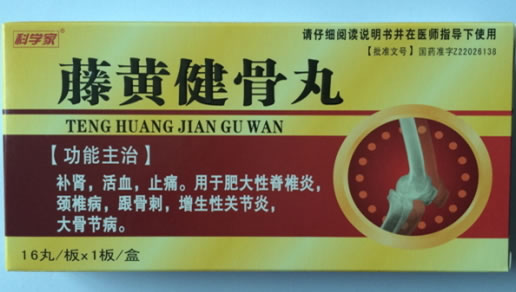 科学家®
请仔细阅读说明书并在医师指导下使用
【批准文号】国药准字Z22026138
藤黄健骨丸
TENG HUANG JIAN GU WAN
【功能主治】
补肾，活血，止痛。用于肥大性脊椎炎，
颈椎病，跟骨刺，增生性关节炎，
大骨节病。
16丸/板×1板/盒